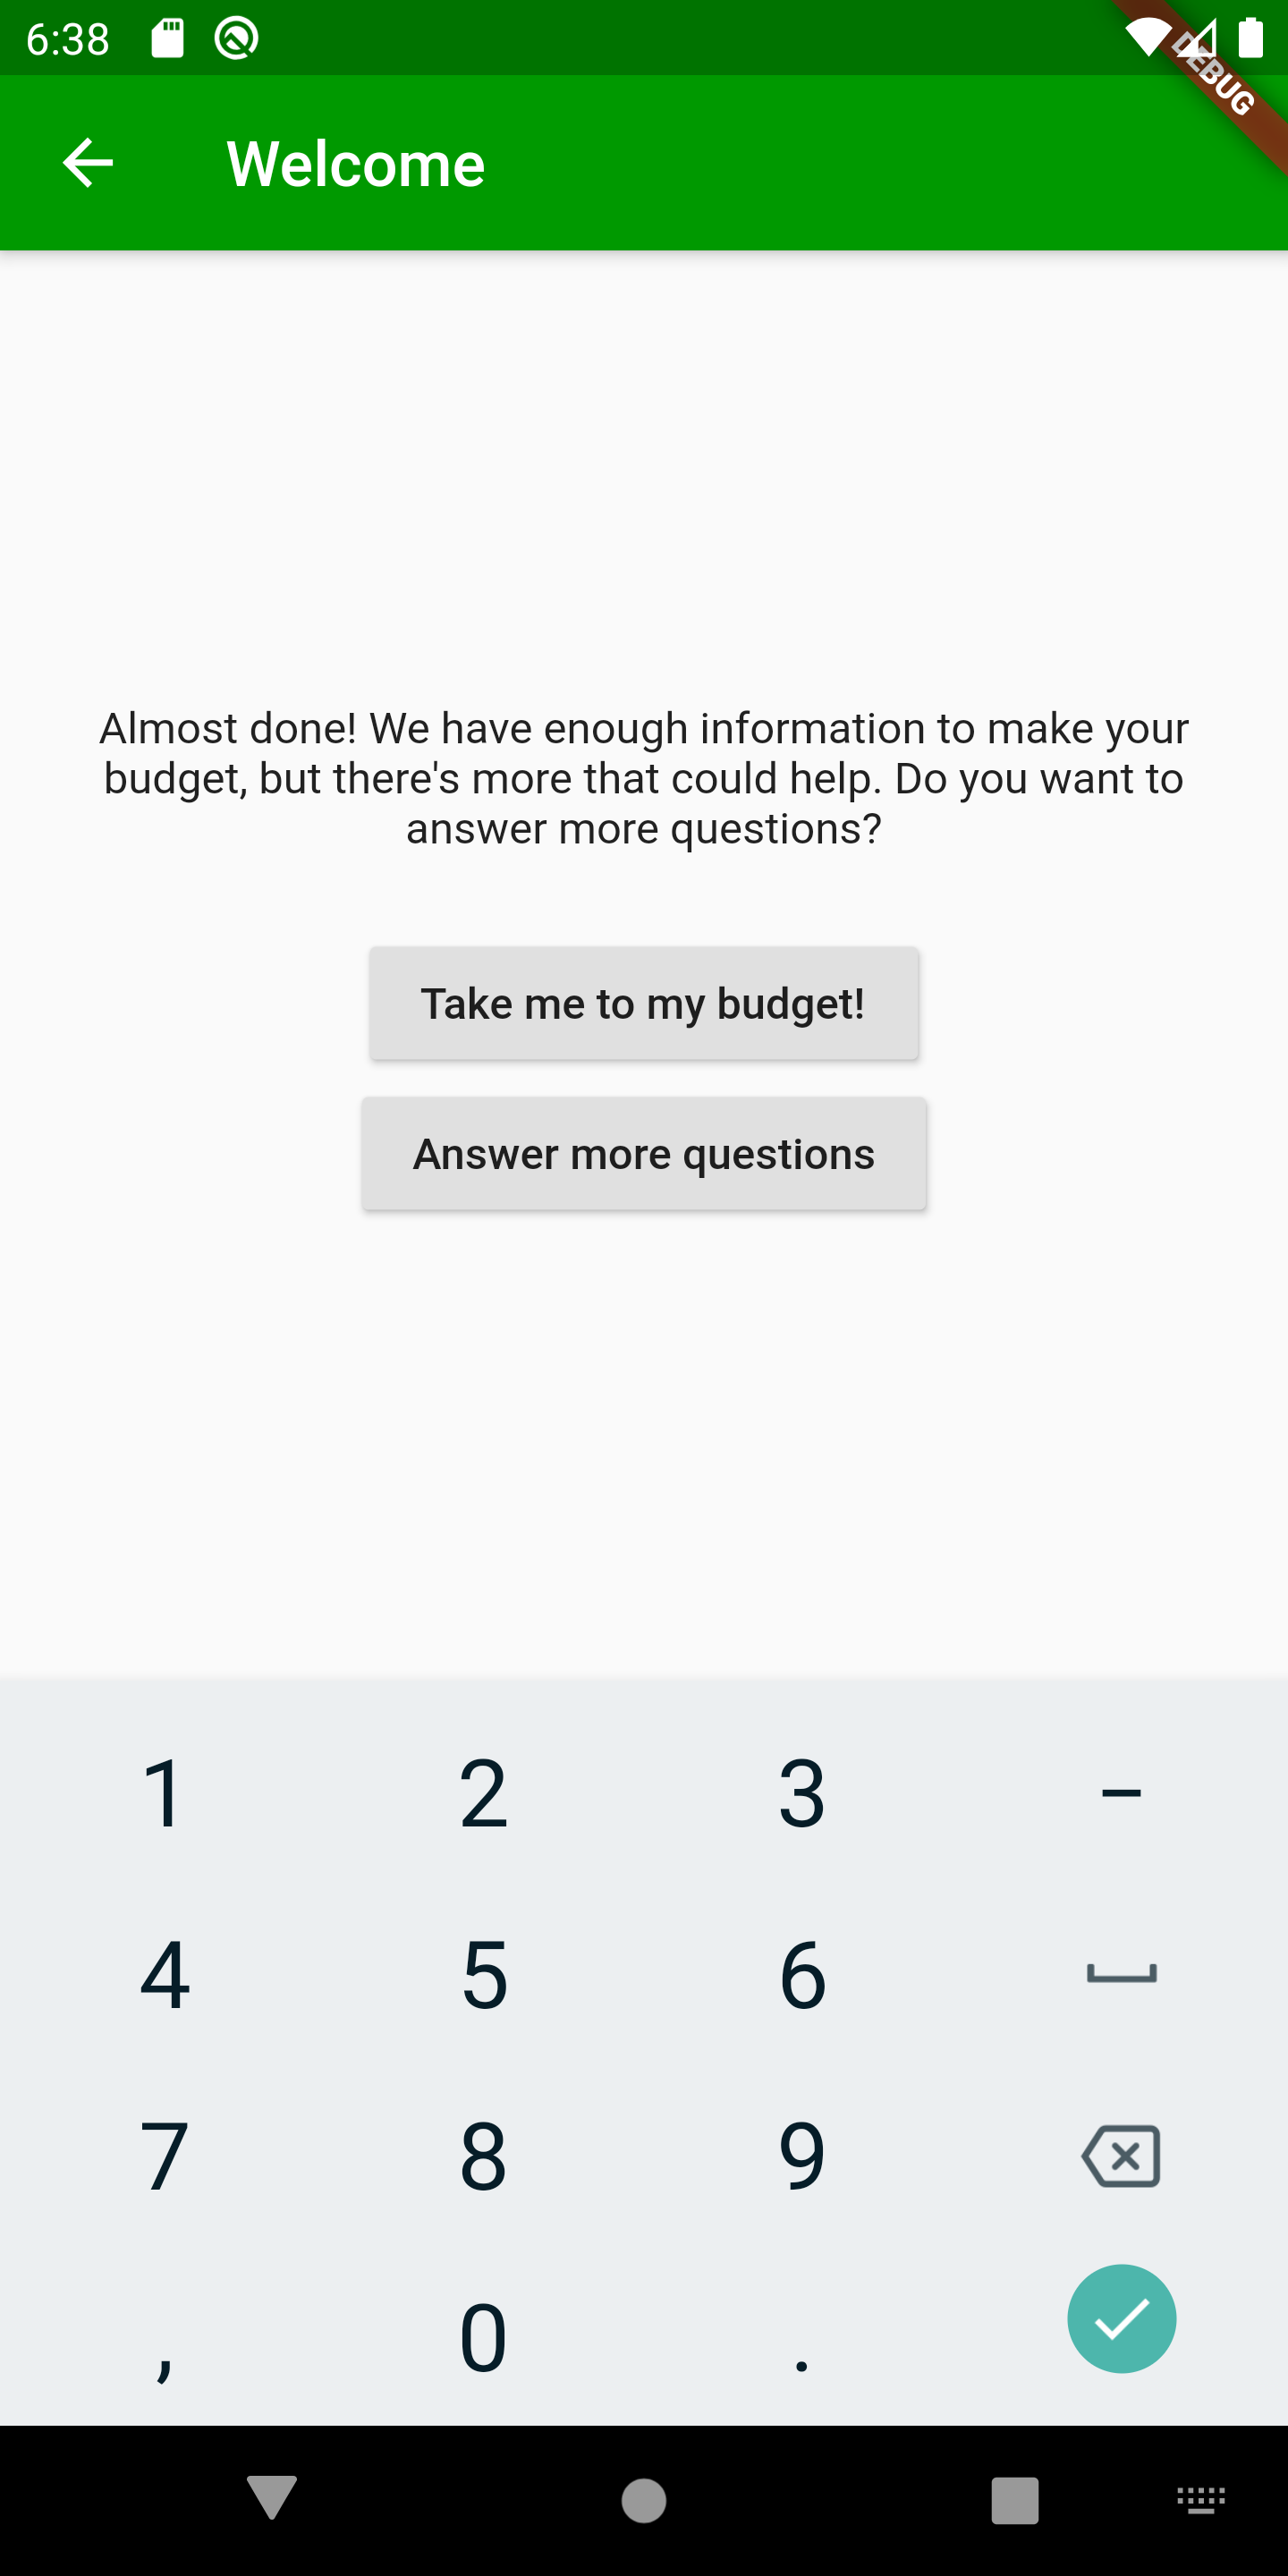 6:38
DEBUG
Welcome
Almost done! We have enough information to make your
budget, but there's more that could help. Do you want to
answer more questions?
Take me to my budget!
Answer more questions
1 2 3 –
4 5 6
7 8 9
, 0 .